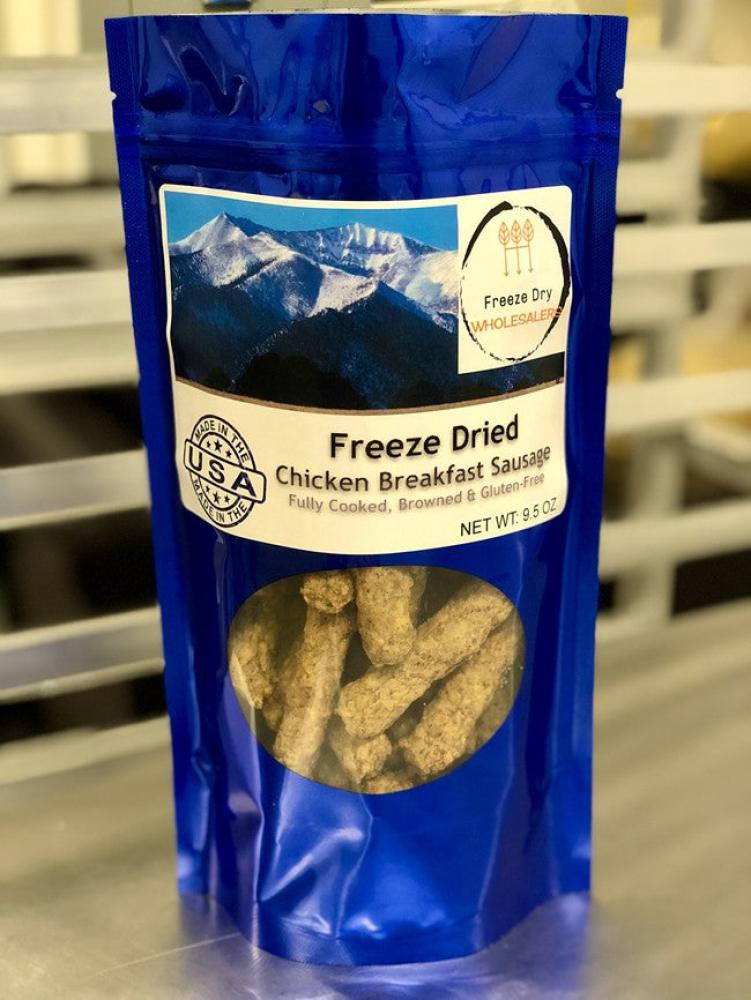 Freeze Dry
WHOLESALERS
MADE IN THE
USA
MADE IN THE
Freeze Dried
Chicken Breakfast Sausage
Fully Cooked, Browned & Gluten-Free
NET WT: 9.5 OZ